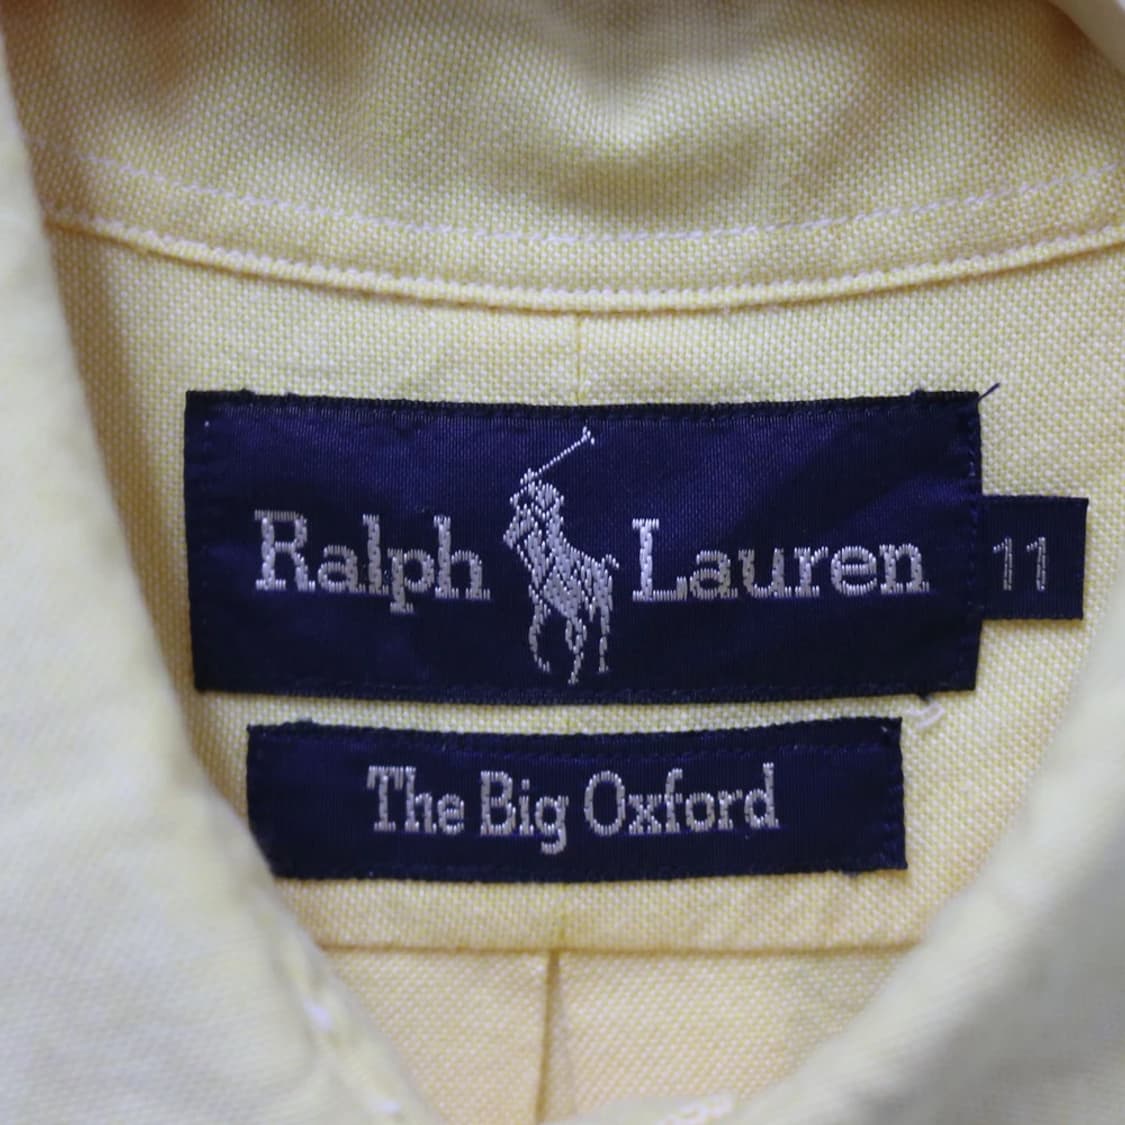 Ralph Lauren 11
The Big Oxford